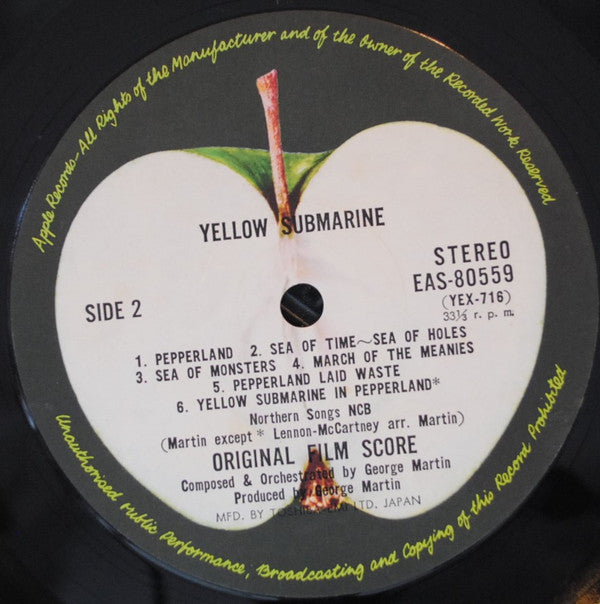 Apple Records—All Rights of the Manufacturer and of the Owner of the Recorded Work Reserved
YELLOW SUBMARINE
STEREO
EAS-80559
(YEX-716)
33⅓ r. p. m.
SIDE 2
1. PEPPERLAND 2. SEA OF TIME~SEA OF HOLES
3. SEA OF MONSTERS 4. MARCH OF THE MEANIES
5. PEPPERLAND LAID WASTE
6. YELLOW SUBMARINE IN PEPPERLAND*
Northern Songs NCB
(Martin except * Lennon-McCartney arr. Martin)
ORIGINAL FILM SCORE
Composed & Orchestrated by George Martin
Produced by George Martin
MFD. BY TOSHIBA EMI LTD. JAPAN
Unauthorised Public Performance, Broadcasting and Copying of this Record Prohibited